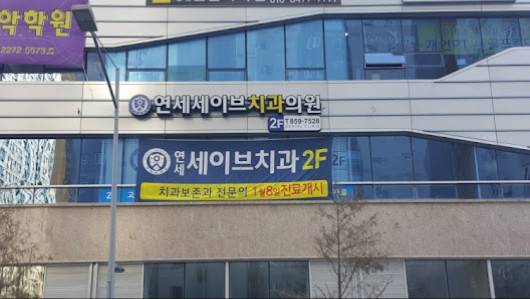 악학원
2272 5573
연세세이브치과의원
2F T.859-7528
연세 세이브치과 2F
치과보존과 전문의 1월8일진료개시